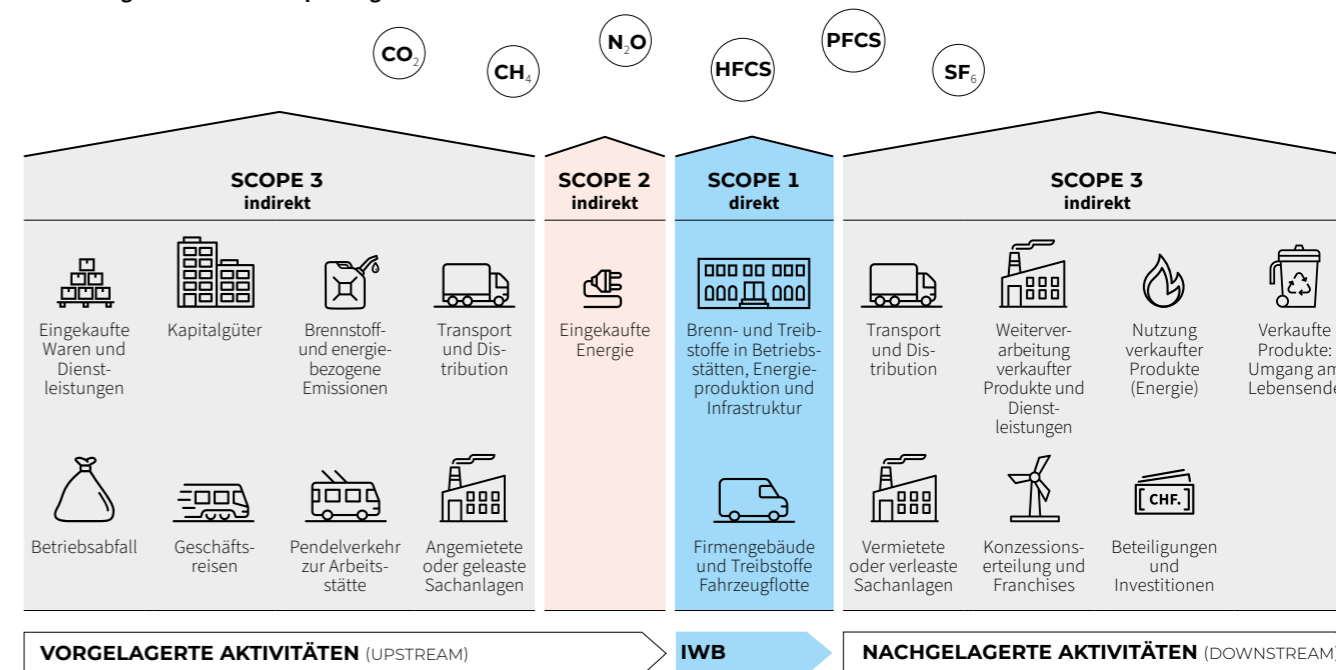 CO2
CH4
N2O
HFCS
PFCS
SF6
SCOPE 3
indirekt
SCOPE 2
indirekt
SCOPE 1
direkt
SCOPE 3
indirekt
Eingekaufte
Waren und
Dienst-
leistungen
Kapitalgüter
Brennstoff-
und energie-
bezogene
Emissionen
Transport
und Dis-
tribution
Eingekaufte
Energie
Brenn- und Treib-
stoffe in Betriebs-
stätten, Energie-
produktion und
Infrastruktur
Transport
und Dis-
tribution
Weiterver-
arbeitung
verkaufter
Produkte und
Dienst-
leistungen
Nutzung
verkaufter
Produkte
(Energie)
Verkaufte
Produkte:
Umgang am
Lebensende
Betriebsabfall
Geschäfts-
reisen
Pendelverkehr
zur Arbeits-
stätte
Angemietete
oder geleaste
Sachanlagen
Firmengebäude
und Treibstoffe
Fahrzeugflotte
Vermietete
oder verleaste
Sachanlagen
Konzessions-
erteilung und
Franchises
CHF.
Beteiligungen
und
Investitionen
VORGELAGERTE AKTIVITÄTEN (UPSTREAM)
IWB
NACHGELAGERTE AKTIVITÄTEN (DOWNSTREAM)